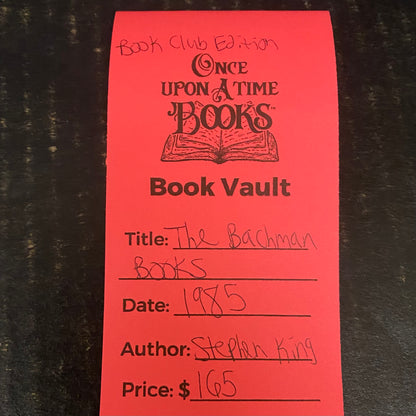 Book Club Edition
ONCE
UPON A TIME
BOOKS™
Book Vault
Title: The Bachman
Books
Date: 1985
Author: Stephen King
Price: $165